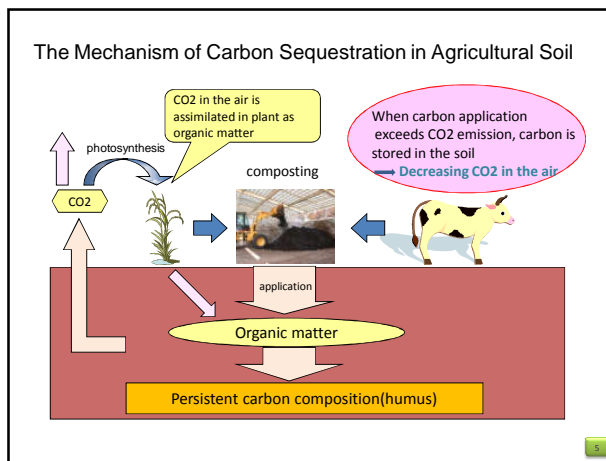 The Mechanism of Carbon Sequestration in Agricultural Soil
CO2 in the air is
assimilated in plant as
organic matter
When carbon application
exceeds CO2 emission, carbon is
stored in the soil
Decreasing CO2 in the air
photosynthesis
composting
CO2
application
Organic matter
Persistent carbon composition(humus)
5